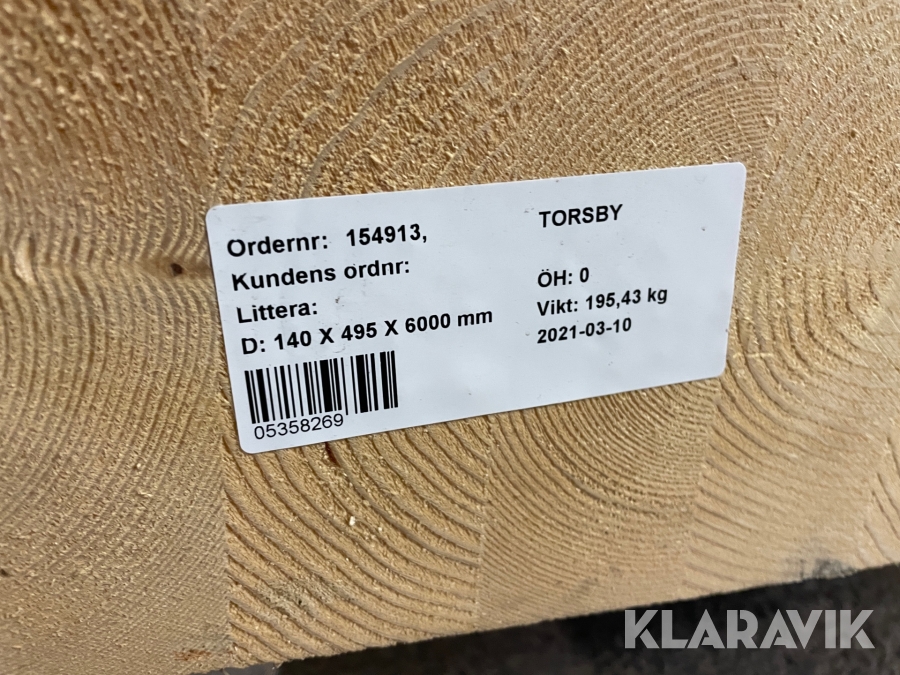 Ordernr: 154913,
Kundens ordnr:
Littera:
D: 140 X 495 X 6000 mm
05358269
TORSBY
ÖH: 0
Vikt: 195,43 kg
2021-03-10
KLARAVIK